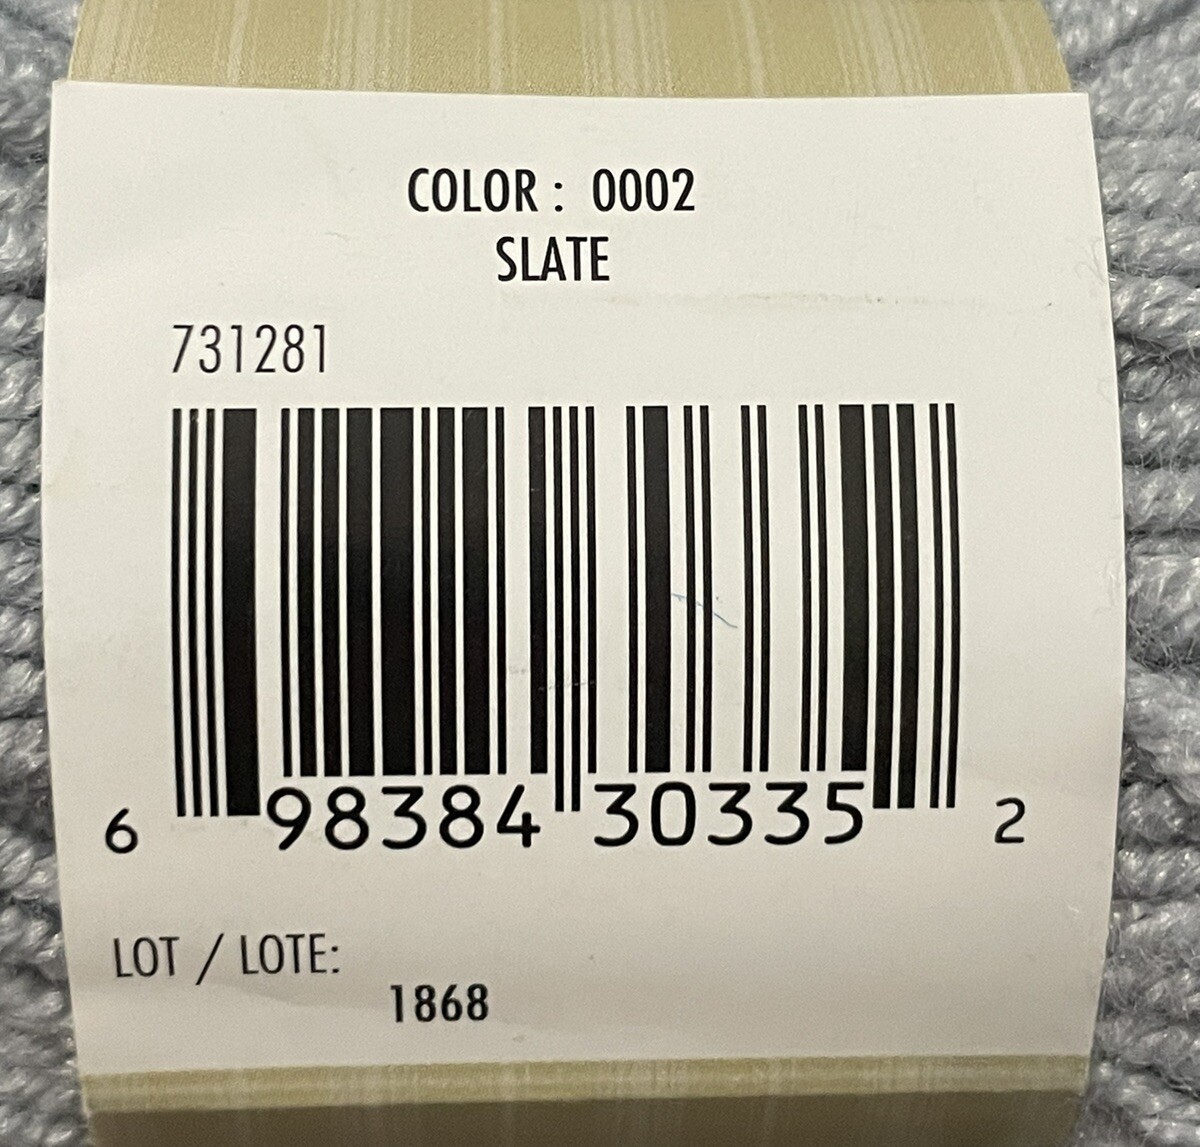 COLOR : 0002
SLATE
731281
6 98384 30335 2
LOT / LOTE:
1868